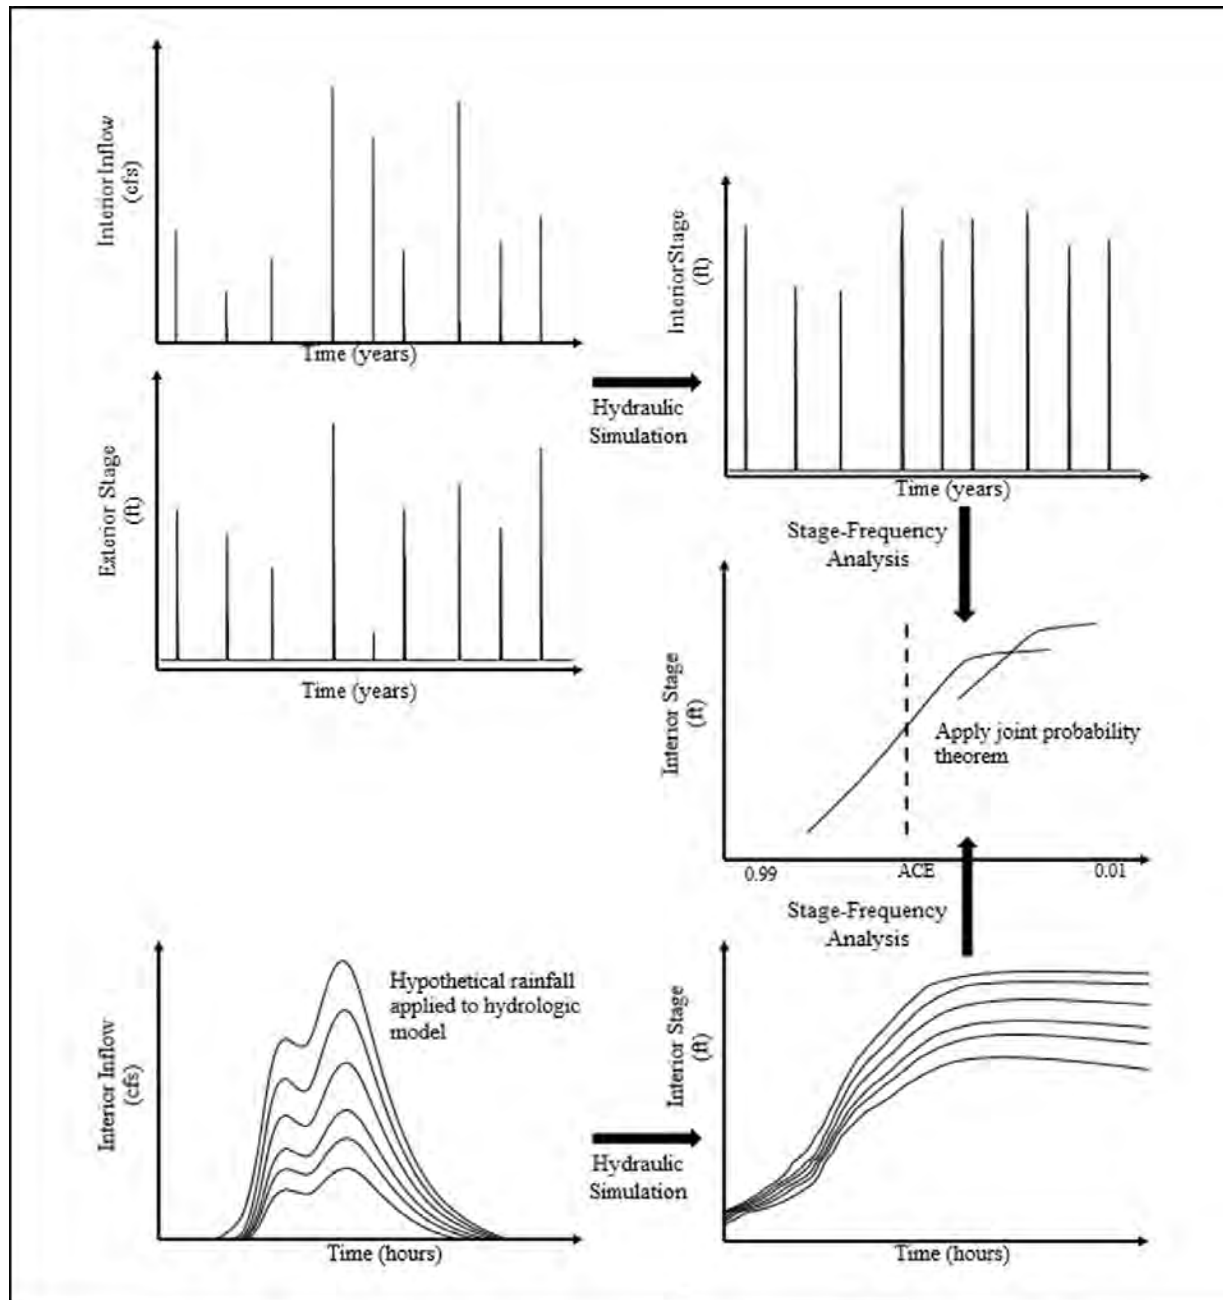 Interior Inflow
(cfs)
Time (years)
Interior Stage
(ft)
Time (years)
Hydraulic
Simulation
Exterior Stage
(ft)
Time (years)
Stage-Frequency
Analysis
Interior Stage
(ft)
Apply joint probability
theorem
0.99
ACE
0.01
Stage-Frequency
Analysis
Interior Inflow
(cfs)
Hypothetical rainfall
applied to hydrologic
model
Time (hours)
Hydraulic
Simulation
Interior Stage
(ft)
Time (hours)